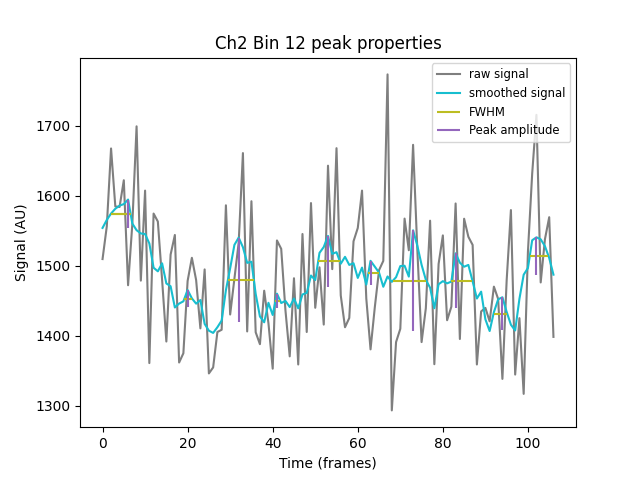 Ch2 Bin 12 peak properties
raw signal
smoothed signal
FWHM
Peak amplitude
Signal (AU)
1700
1600
1500
1400
1300
0 20 40 60 80 100
Time (frames)